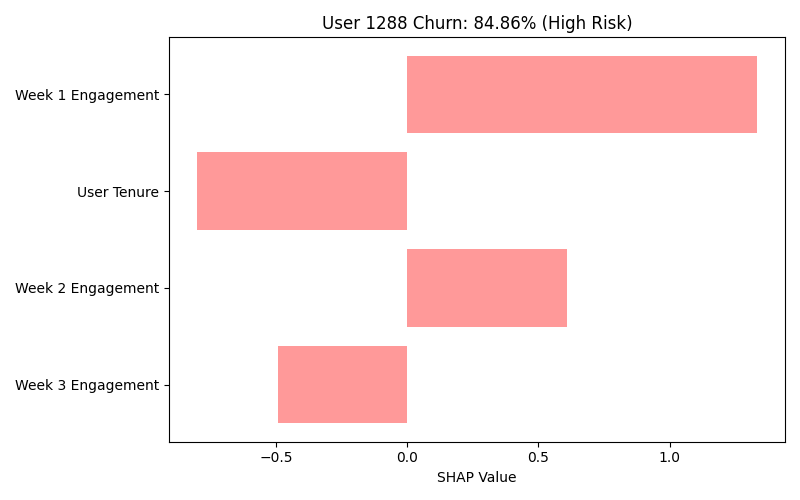 User 1288 Churn: 84.86% (High Risk)
Week 1 Engagement
User Tenure
Week 2 Engagement
Week 3 Engagement
−0.5 0.0 0.5 1.0
SHAP Value